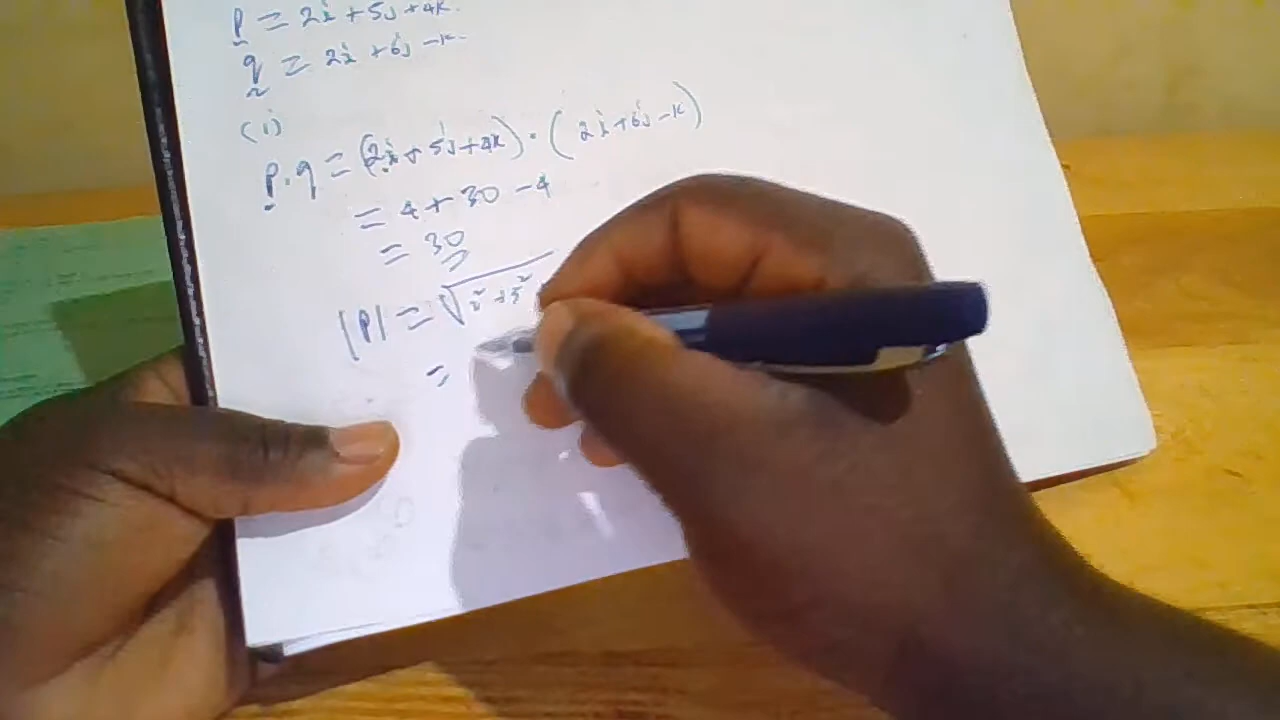 p = 2i + 5j + 4k.
q = 2i + 6j - k.
(i)
p.q = (2i + 5j + 4k) . (2i + 6j - k)
= 4 + 30 - 4
= 30
|p| = √2² + 5²
=